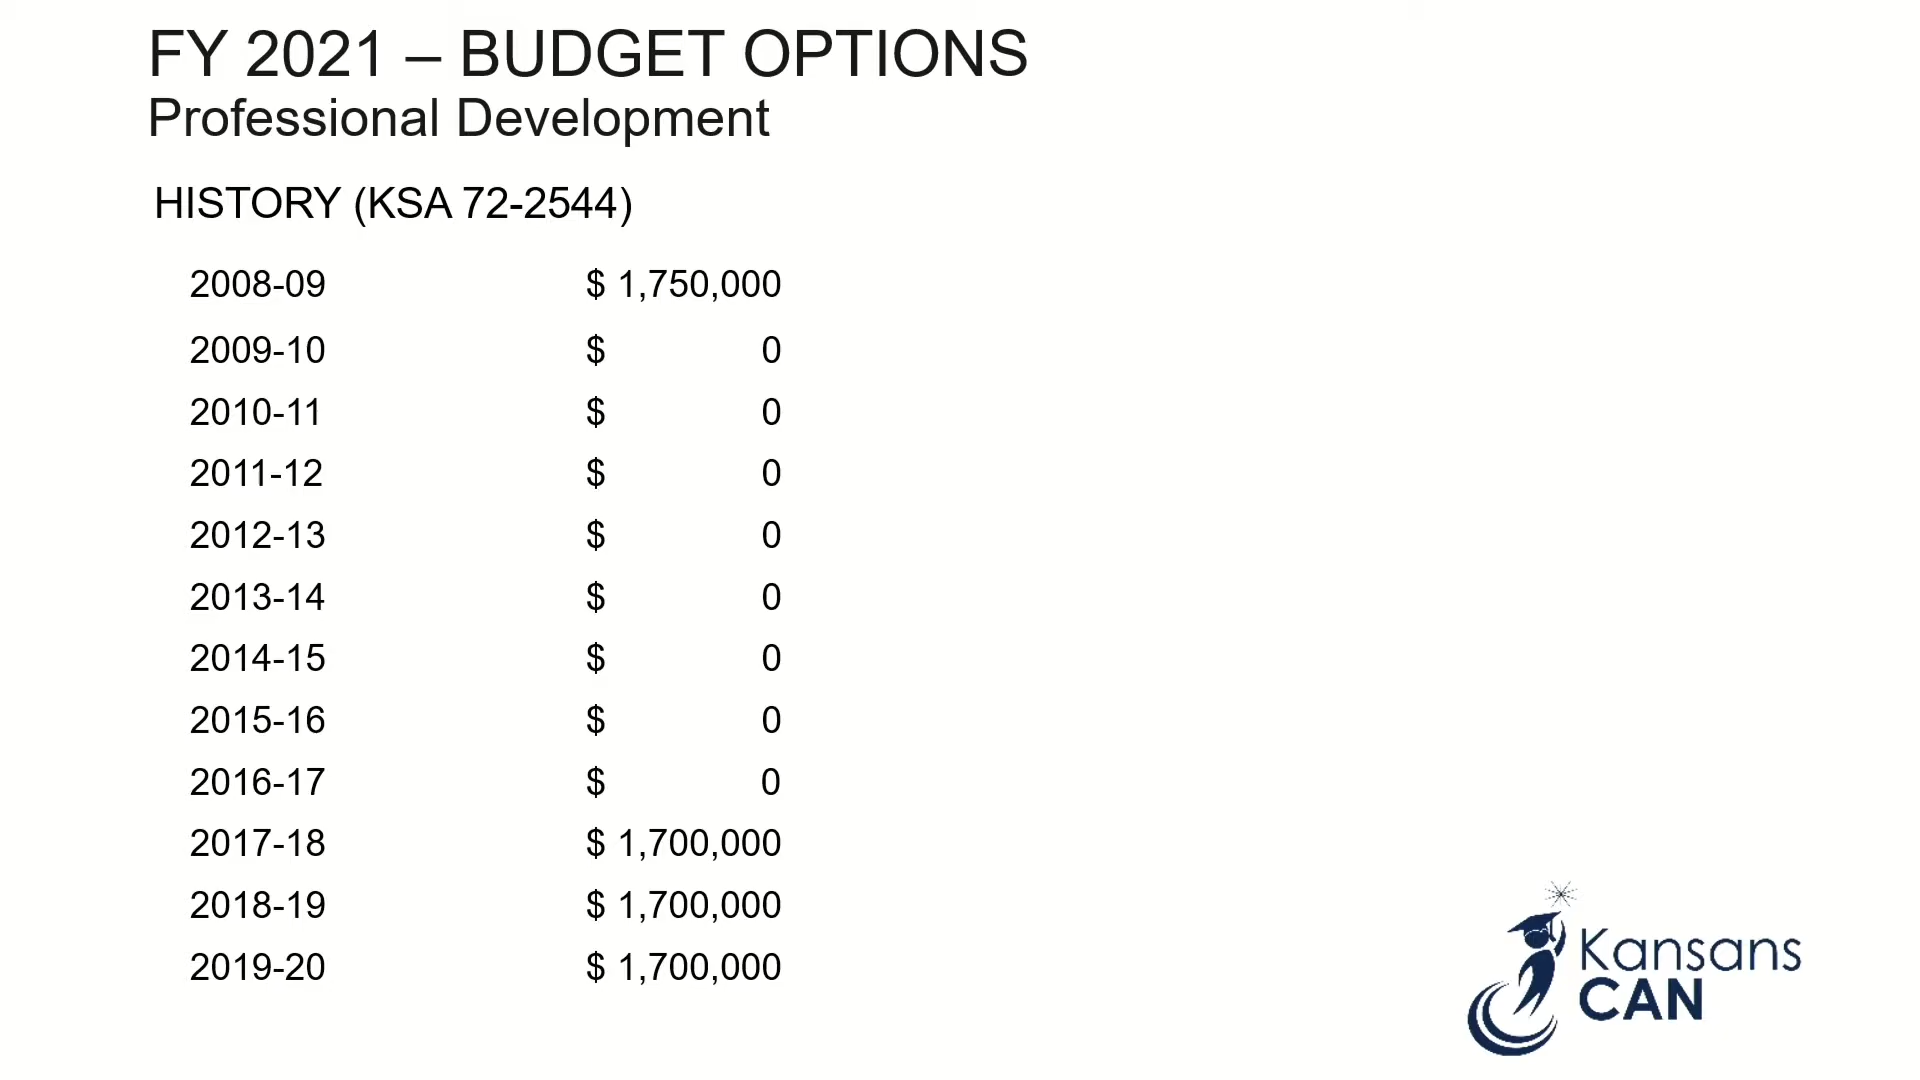 FY 2021 – BUDGET OPTIONS
Professional Development
HISTORY (KSA 72-2544)
2008-09 $ 1,750,000
2009-10 $ 0
2010-11 $ 0
2011-12 $ 0
2012-13 $ 0
2013-14 $ 0
2014-15 $ 0
2015-16 $ 0
2016-17 $ 0
2017-18 $ 1,700,000
2018-19 $ 1,700,000
2019-20 $ 1,700,000
Kansans
CAN